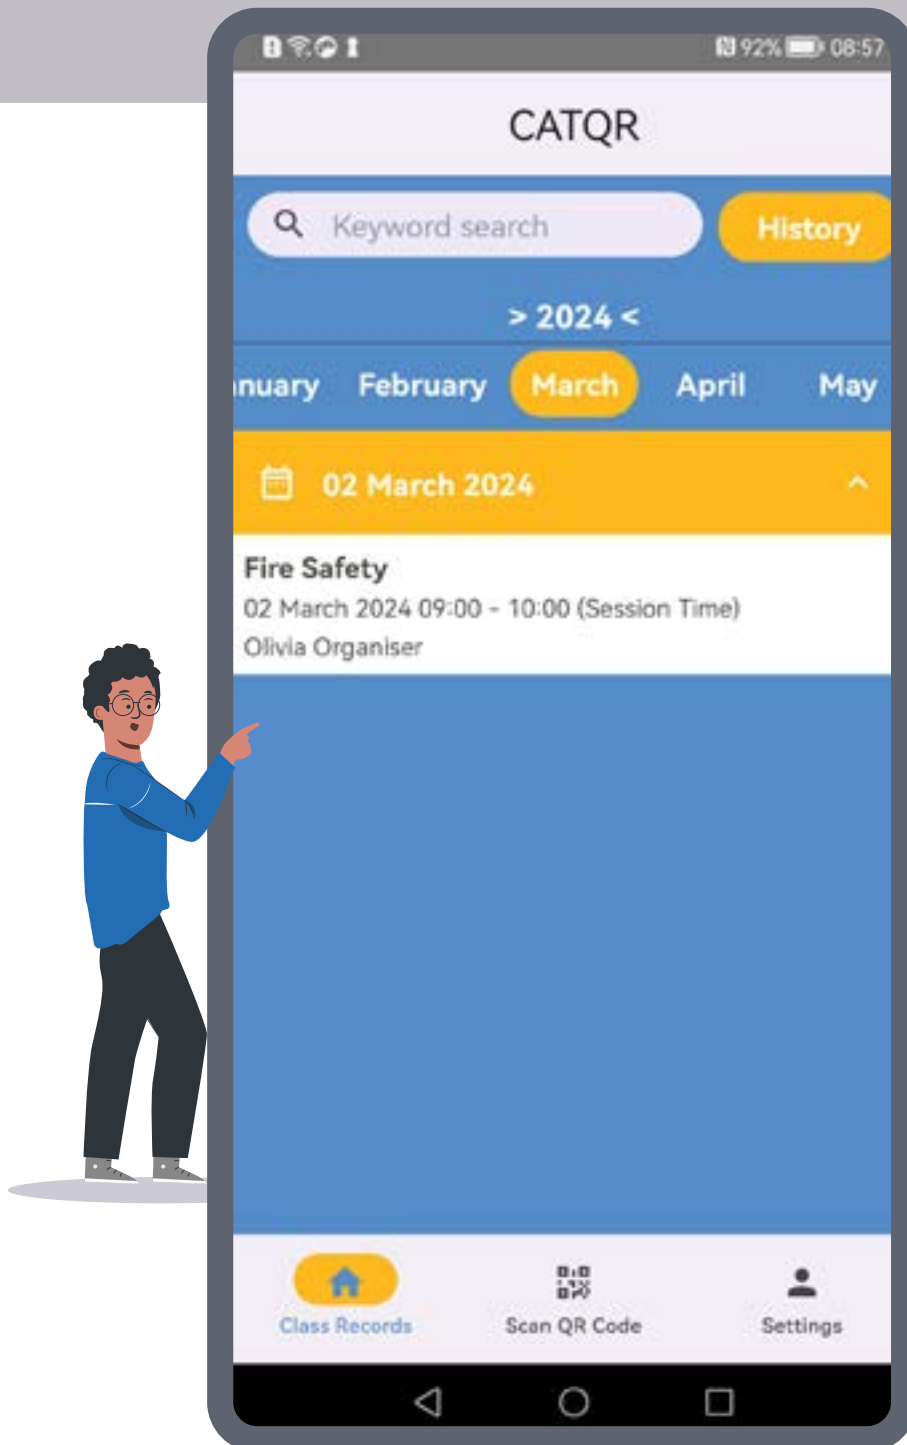 92% 08:57
CATQR
Keyword search
History
> 2024 <
nuary February March April May
02 March 2024
Fire Safety
02 March 2024 09:00 - 10:00 (Session Time)
Olivia Organiser
Class Records Scan QR Code Settings